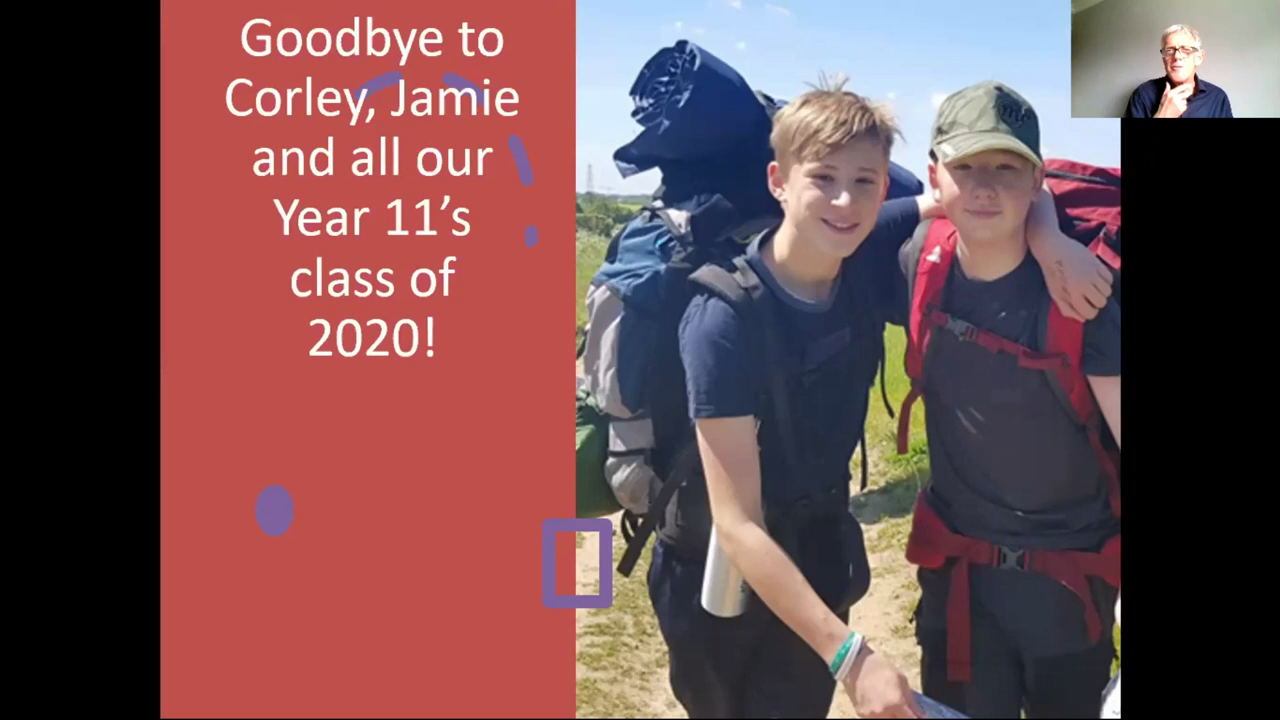 Goodbye to
Corley, Jamie
and all our
Year 11’s
class of
2020!